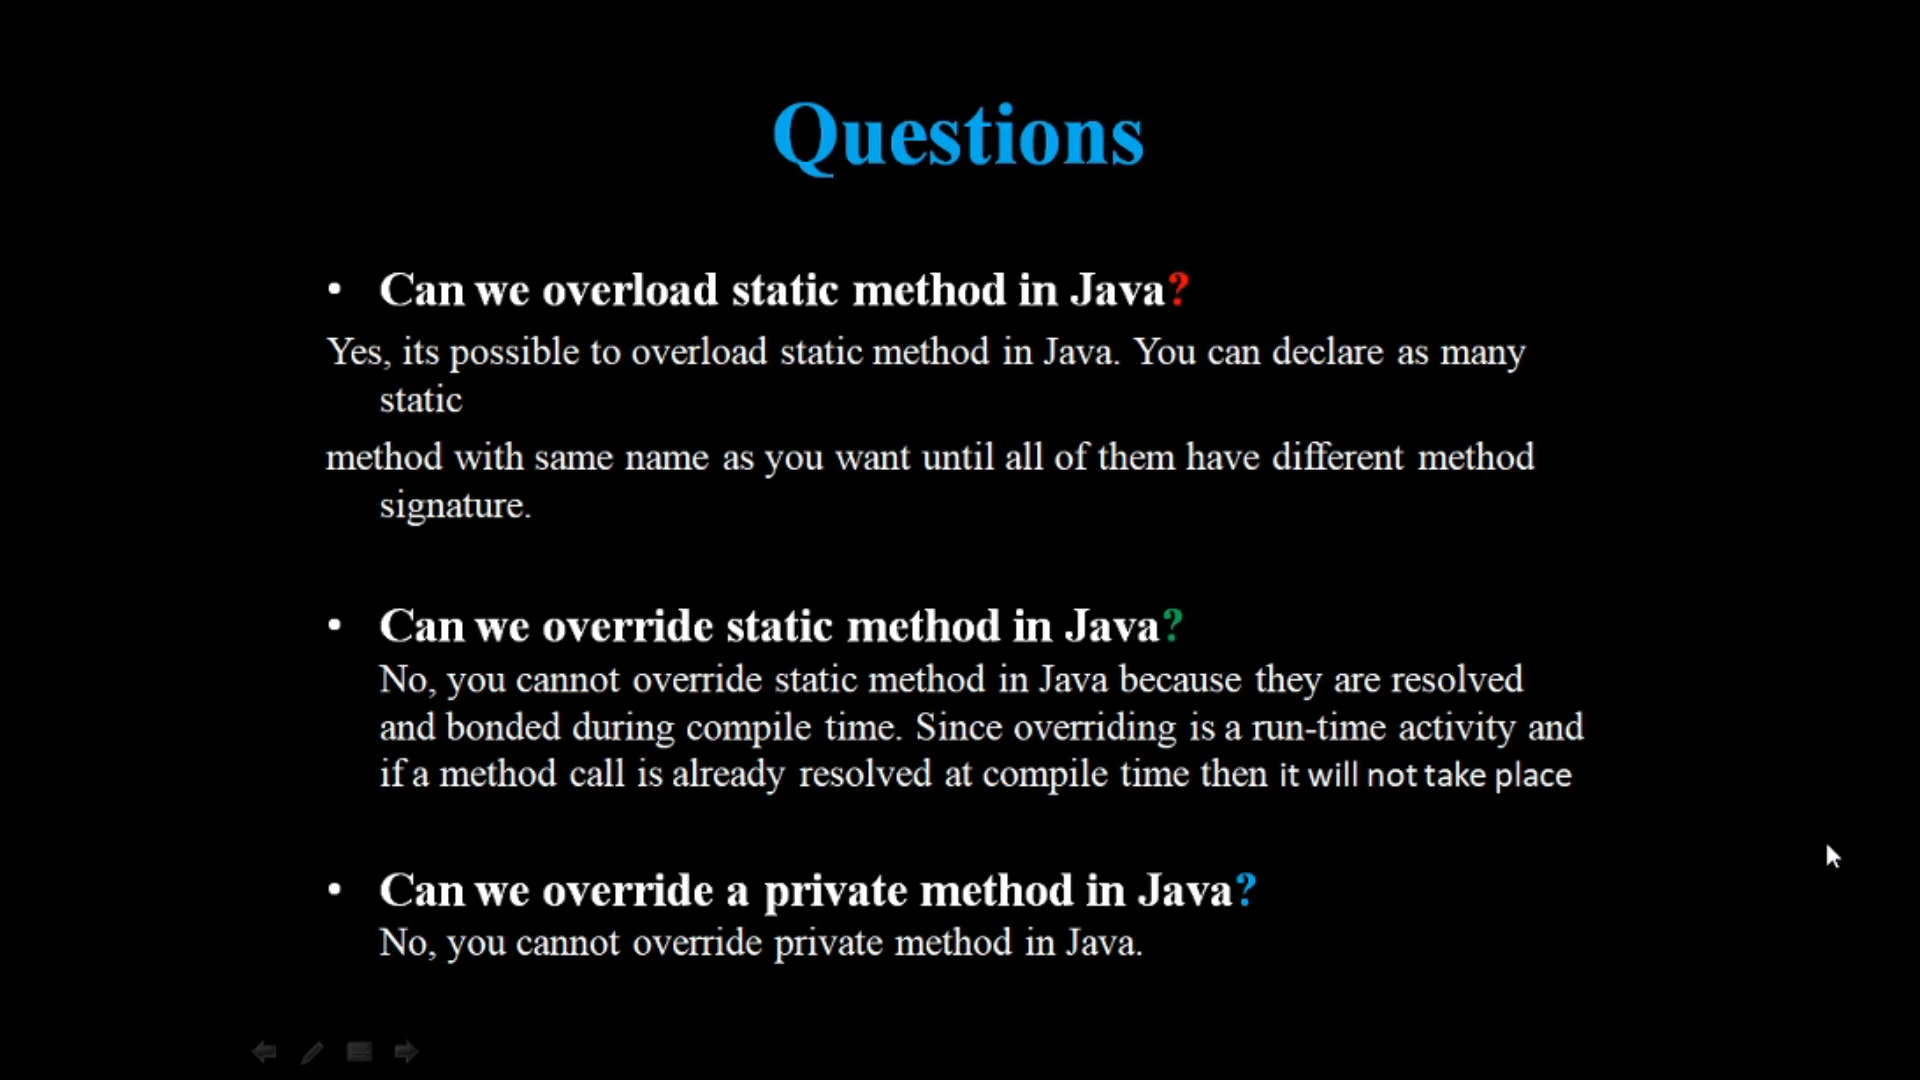 Questions
• Can we overload static method in Java?
Yes, its possible to overload static method in Java. You can declare as many
static
method with same name as you want until all of them have different method
signature.
• Can we override static method in Java?
No, you cannot override static method in Java because they are resolved
and bonded during compile time. Since overriding is a run-time activity and
if a method call is already resolved at compile time then it will not take place
• Can we override a private method in Java?
No, you cannot override private method in Java.